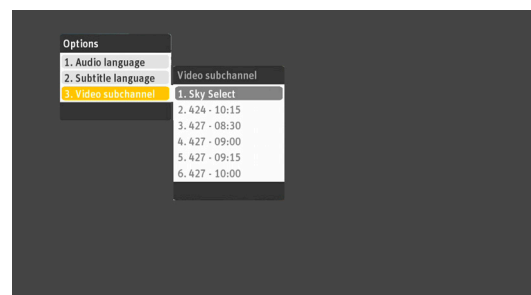 Options
1. Audio language
2. Subtitle language
3. Video subchannel
Video subchannel
1. Sky Select
2. 424 - 10:15
3. 427 - 08:30
4. 427 - 09:00
5. 427 - 09:15
6. 427 - 10:00